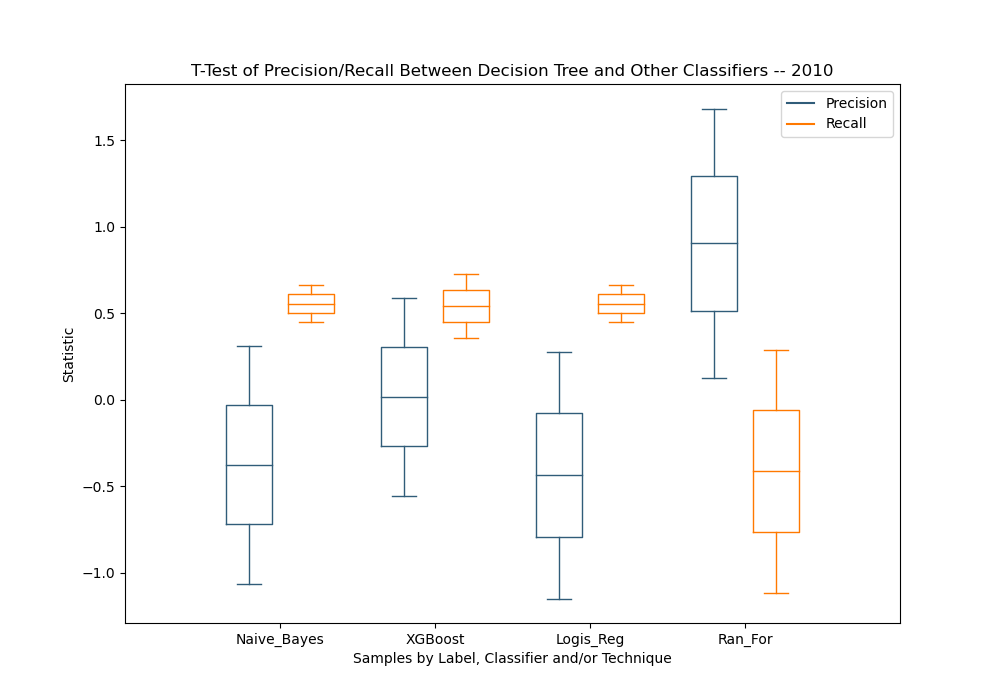 T-Test of Precision/Recall Between Decision Tree and Other Classifiers -- 2010
Precision
Recall
1.5
1.0
0.5
0.0
−0.5
−1.0
Statistic
Naive_Bayes
XGBoost
Logis_Reg
Ran_For
Samples by Label, Classifier and/or Technique